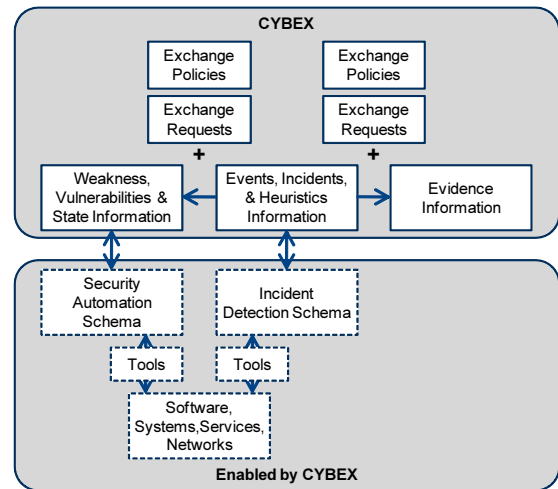 CYBEX
Exchange
Policies
Exchange
Policies
Exchange
Requests
Exchange
Requests
+
+
Weakness,
Vulnerabilities &
State Information
Events, Incidents,
& Heuristics
Information
Evidence
Information
Security
Automation
Schema
Incident
Detection Schema
Tools
Tools
Software,
Systems,Services,
Networks
Enabled by CYBEX